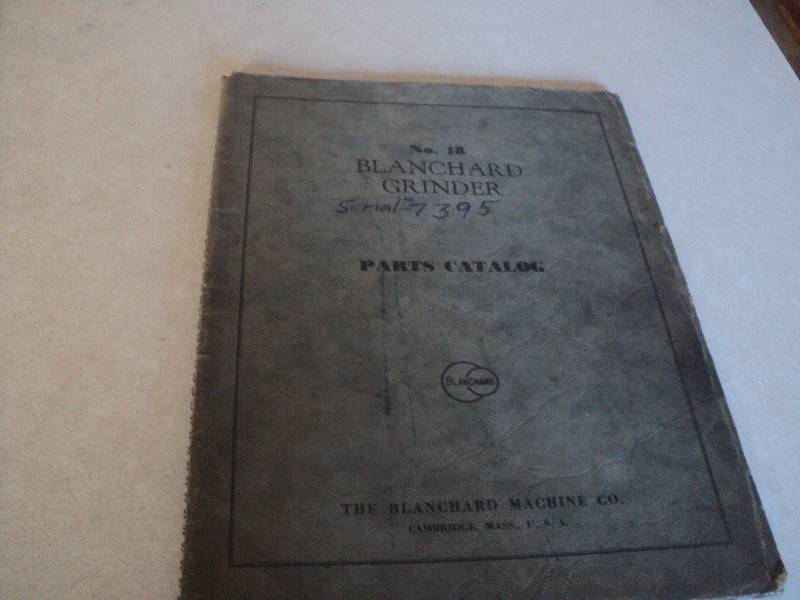 No. 18
BLANCHARD
GRINDER
Serial # 7395
PARTS CATALOG
BLANCHARD
THE BLANCHARD MACHINE CO.
CAMBRIDGE, MASS., U. S. A.